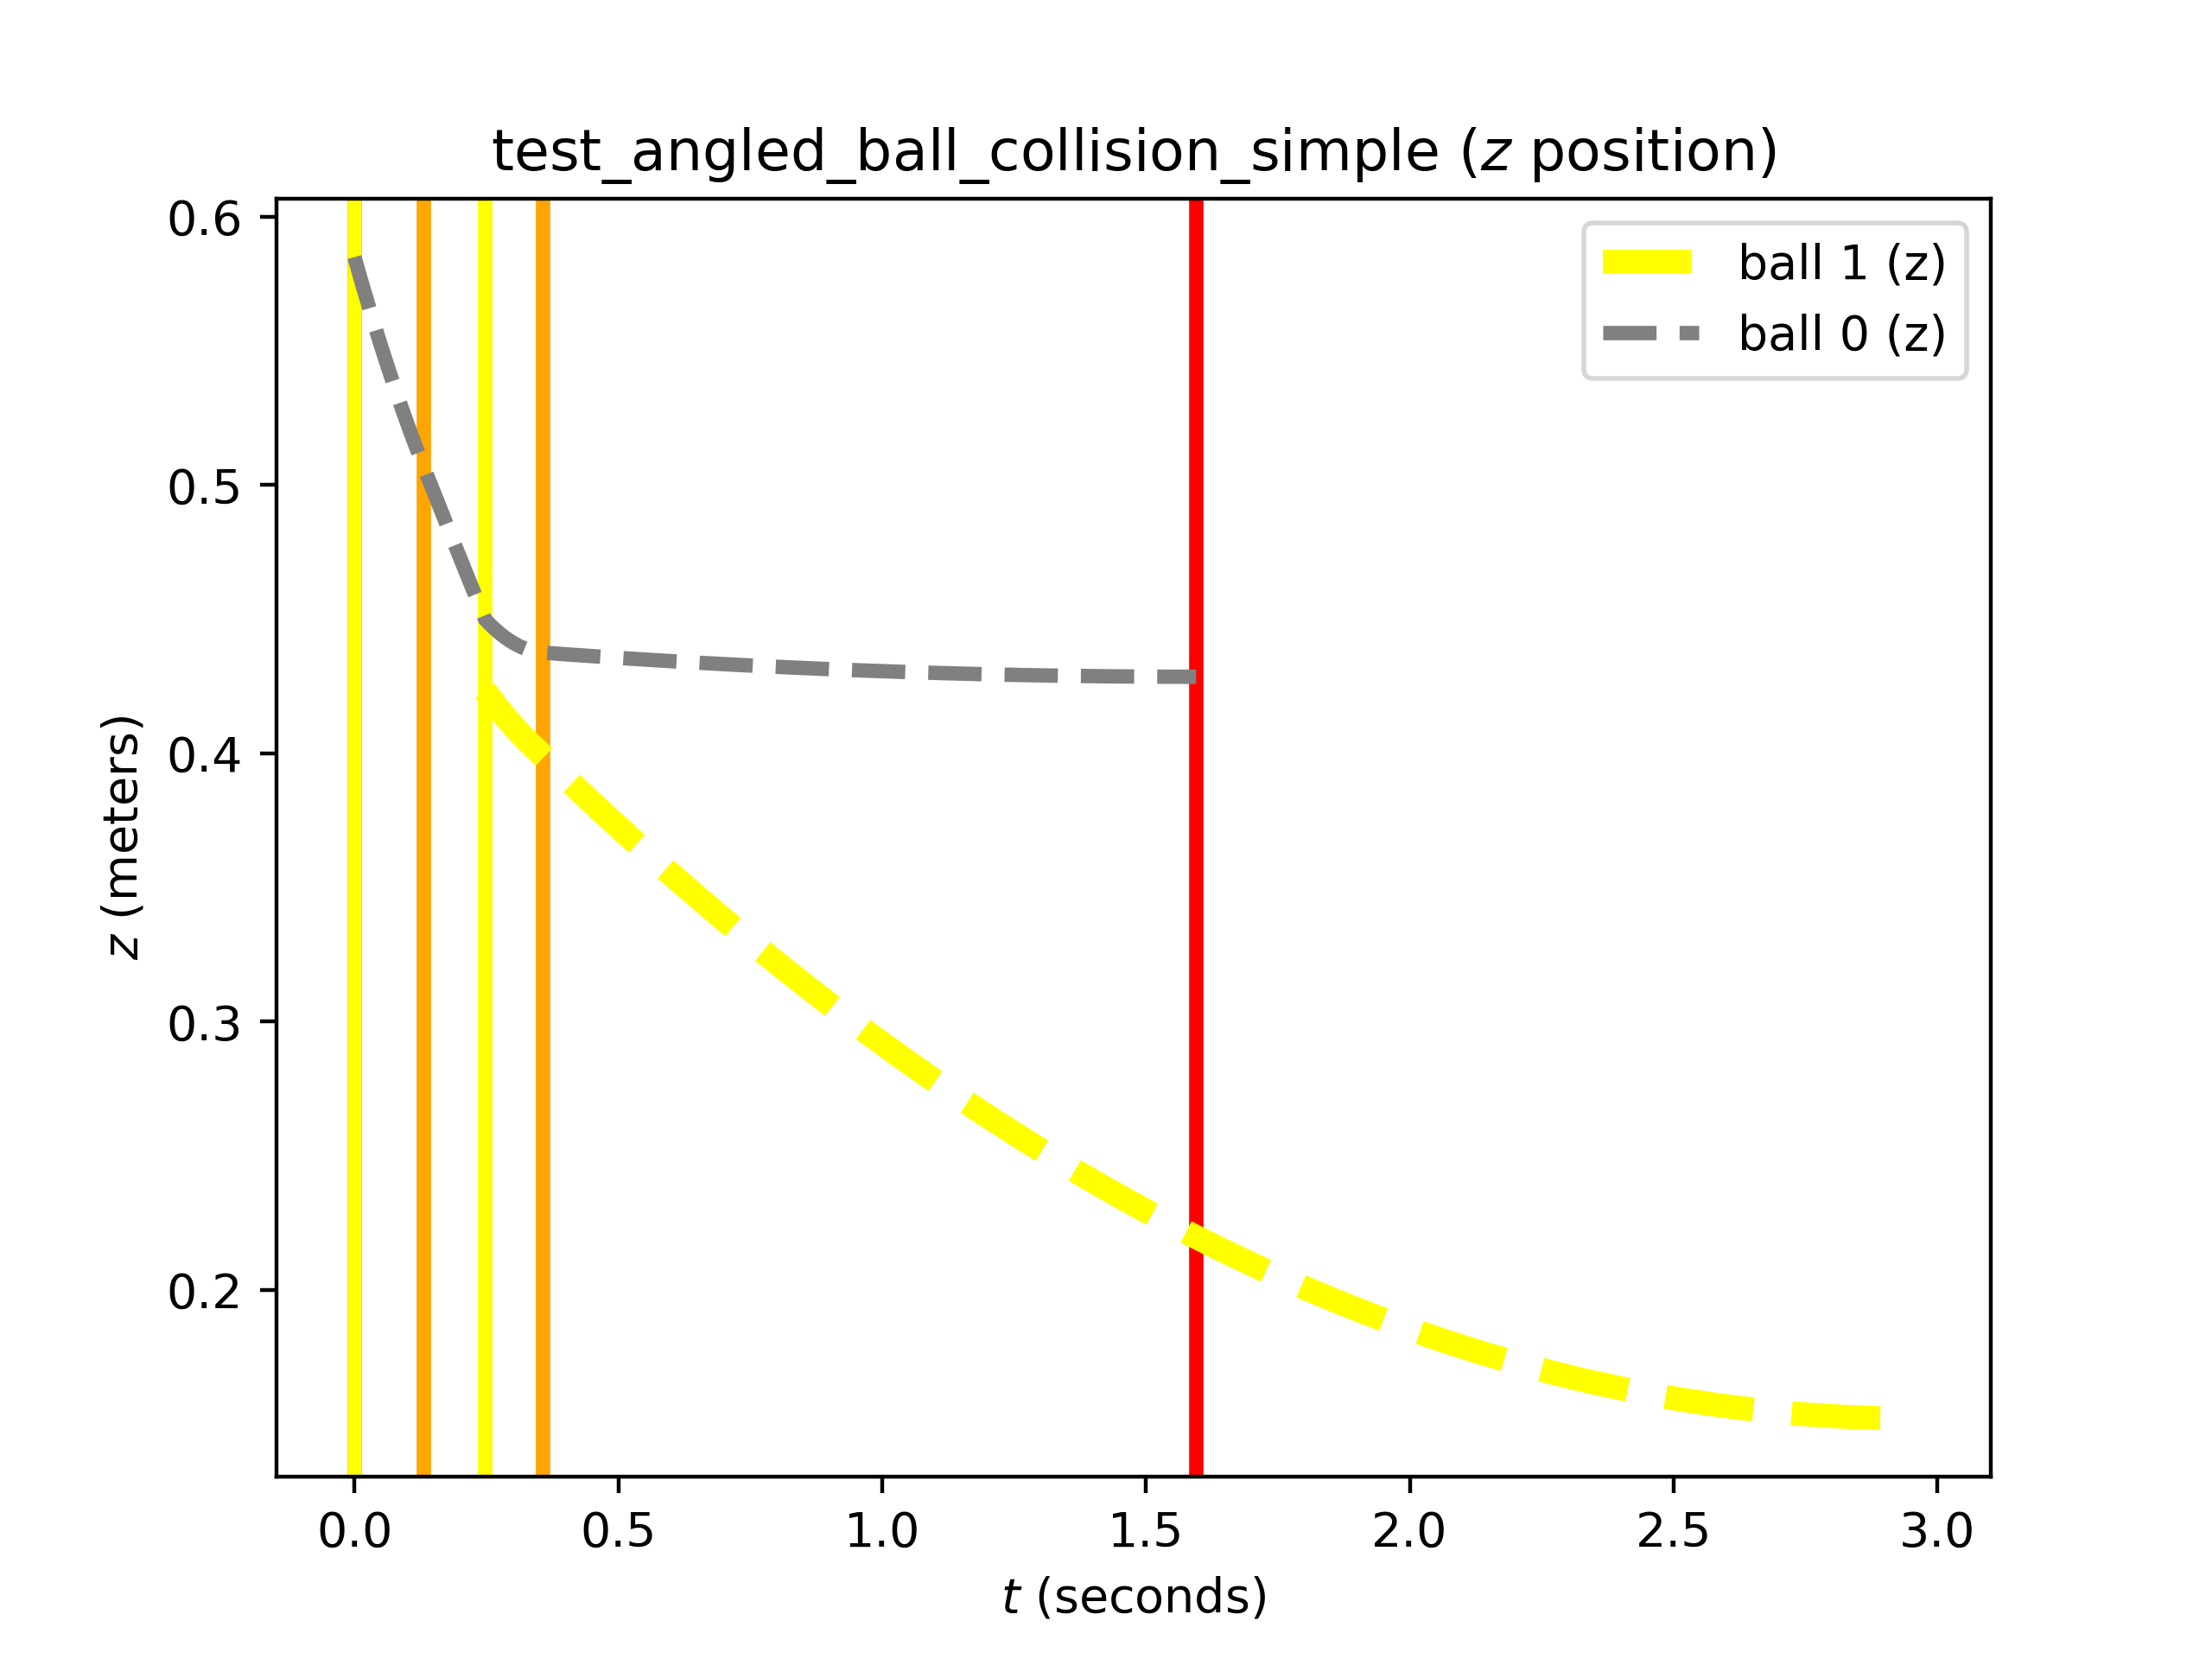 test_angled_ball_collision_simple (z position)
ball 1 (z)
ball 0 (z)
0.6
0.5
0.4
0.3
0.2
z (meters)
0.0 0.5 1.0 1.5 2.0 2.5 3.0
t (seconds)